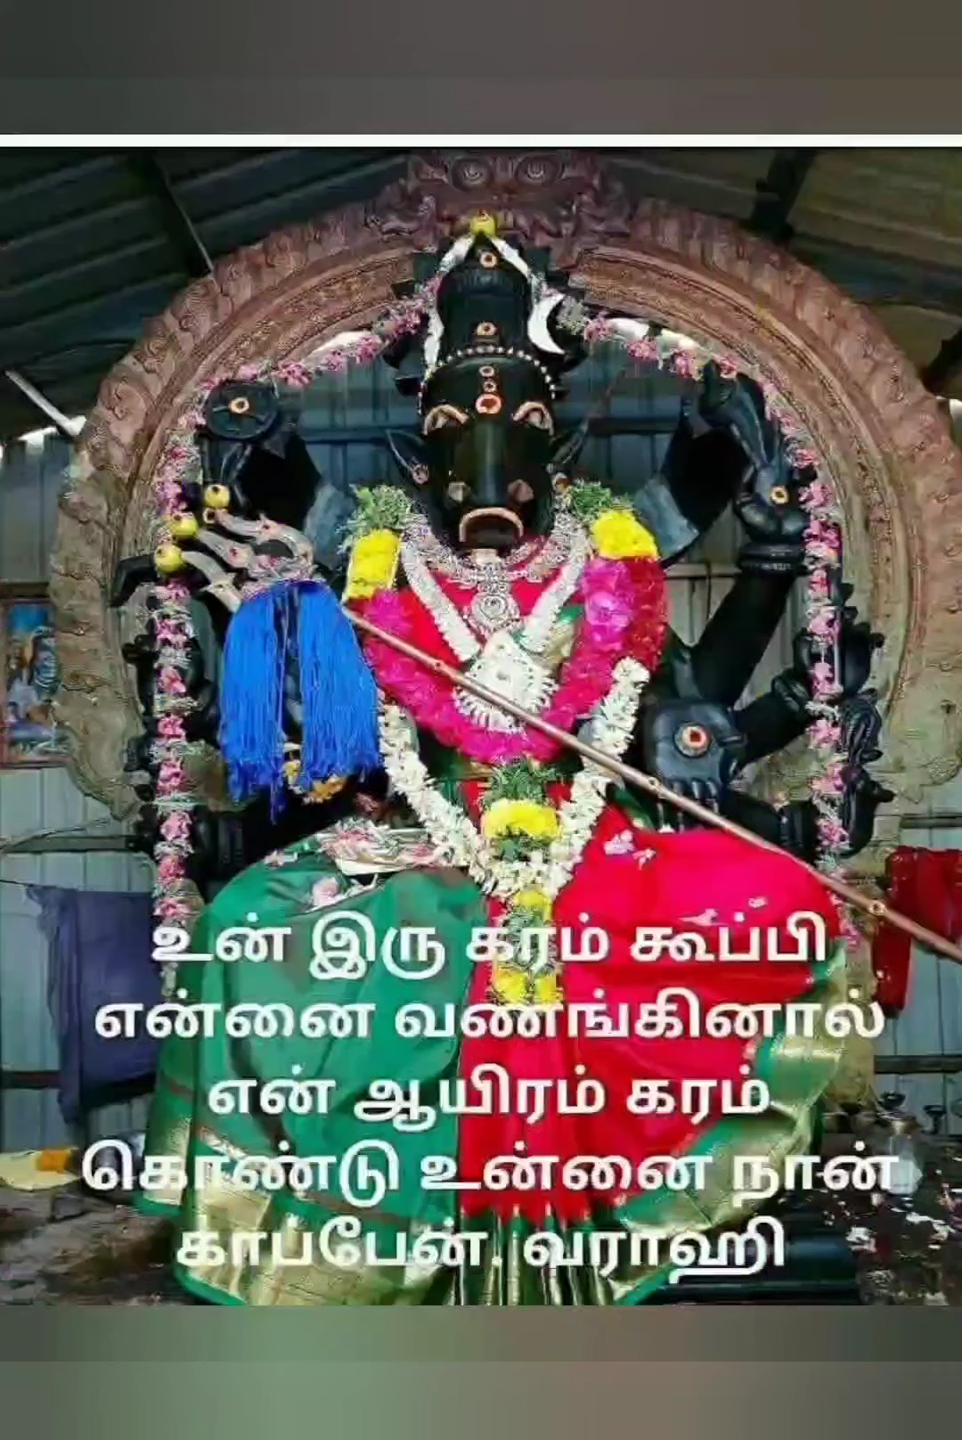 உன் இரு கரம் கூப்பி
என்னை வணங்கினால்
என் ஆயிரம் கரம்
கொண்டு உன்னை நான்
காப்பேன். வராஹி